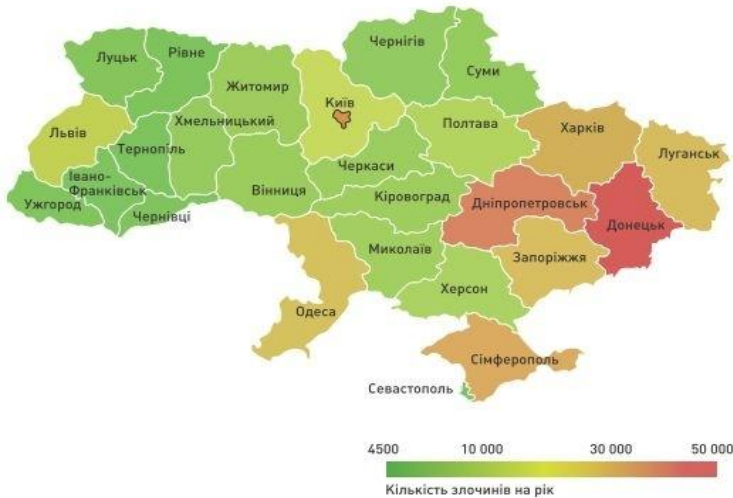 Чернігів
Луцьк
Рівне
Суми
Житомир
Київ
Хмельницький
Полтава
Харків
Львів
Тернопіль
Луганськ
Черкаси
Івано-
Франківськ
Вінниця
Кіровоград
Ужгород
Дніпропетровськ
Чернівці
Донецьк
Миколаїв
Запоріжжя
Херсон
Одеса
Сімферополь
Севастополь
4500 10 000 30 000 50 000
Кількість злочинів на рік